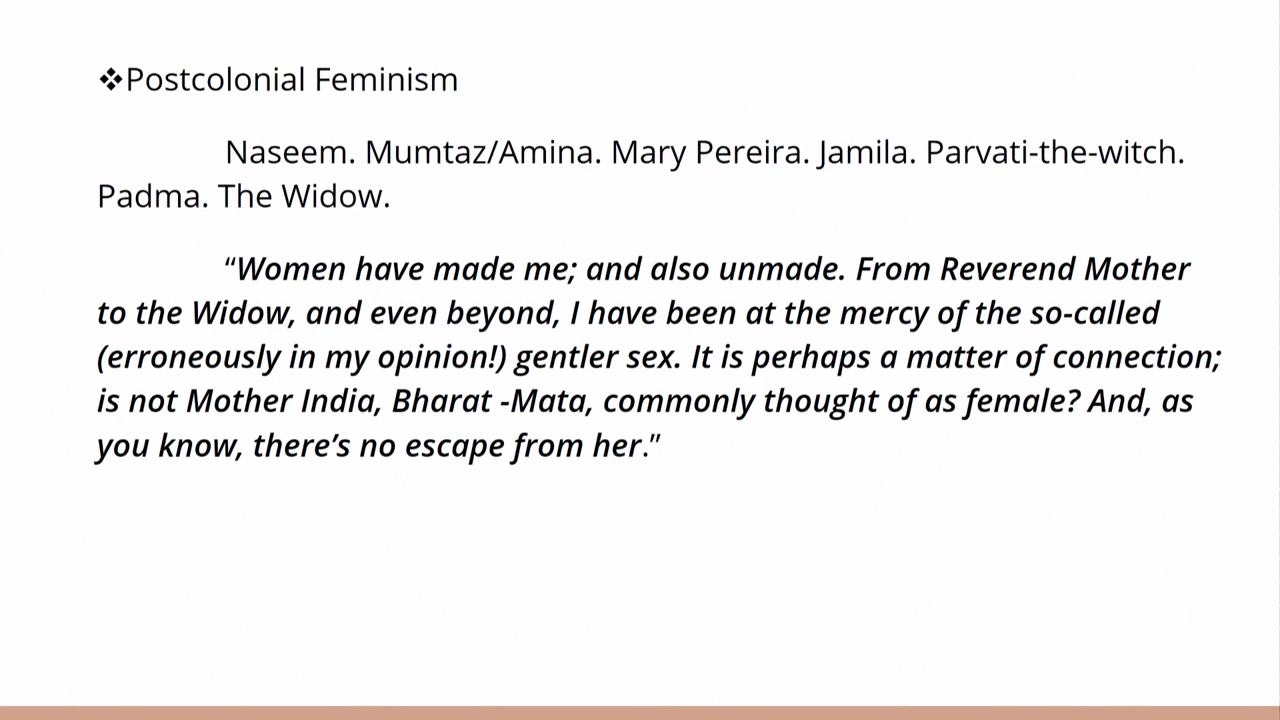 ❖Postcolonial Feminism
Naseem. Mumtaz/Amina. Mary Pereira. Jamila. Parvati-the-witch.
Padma. The Widow.
“Women have made me; and also unmade. From Reverend Mother
to the Widow, and even beyond, I have been at the mercy of the so-called
(erroneously in my opinion!) gentler sex. It is perhaps a matter of connection;
is not Mother India, Bharat -Mata, commonly thought of as female? And, as
you know, there’s no escape from her.”